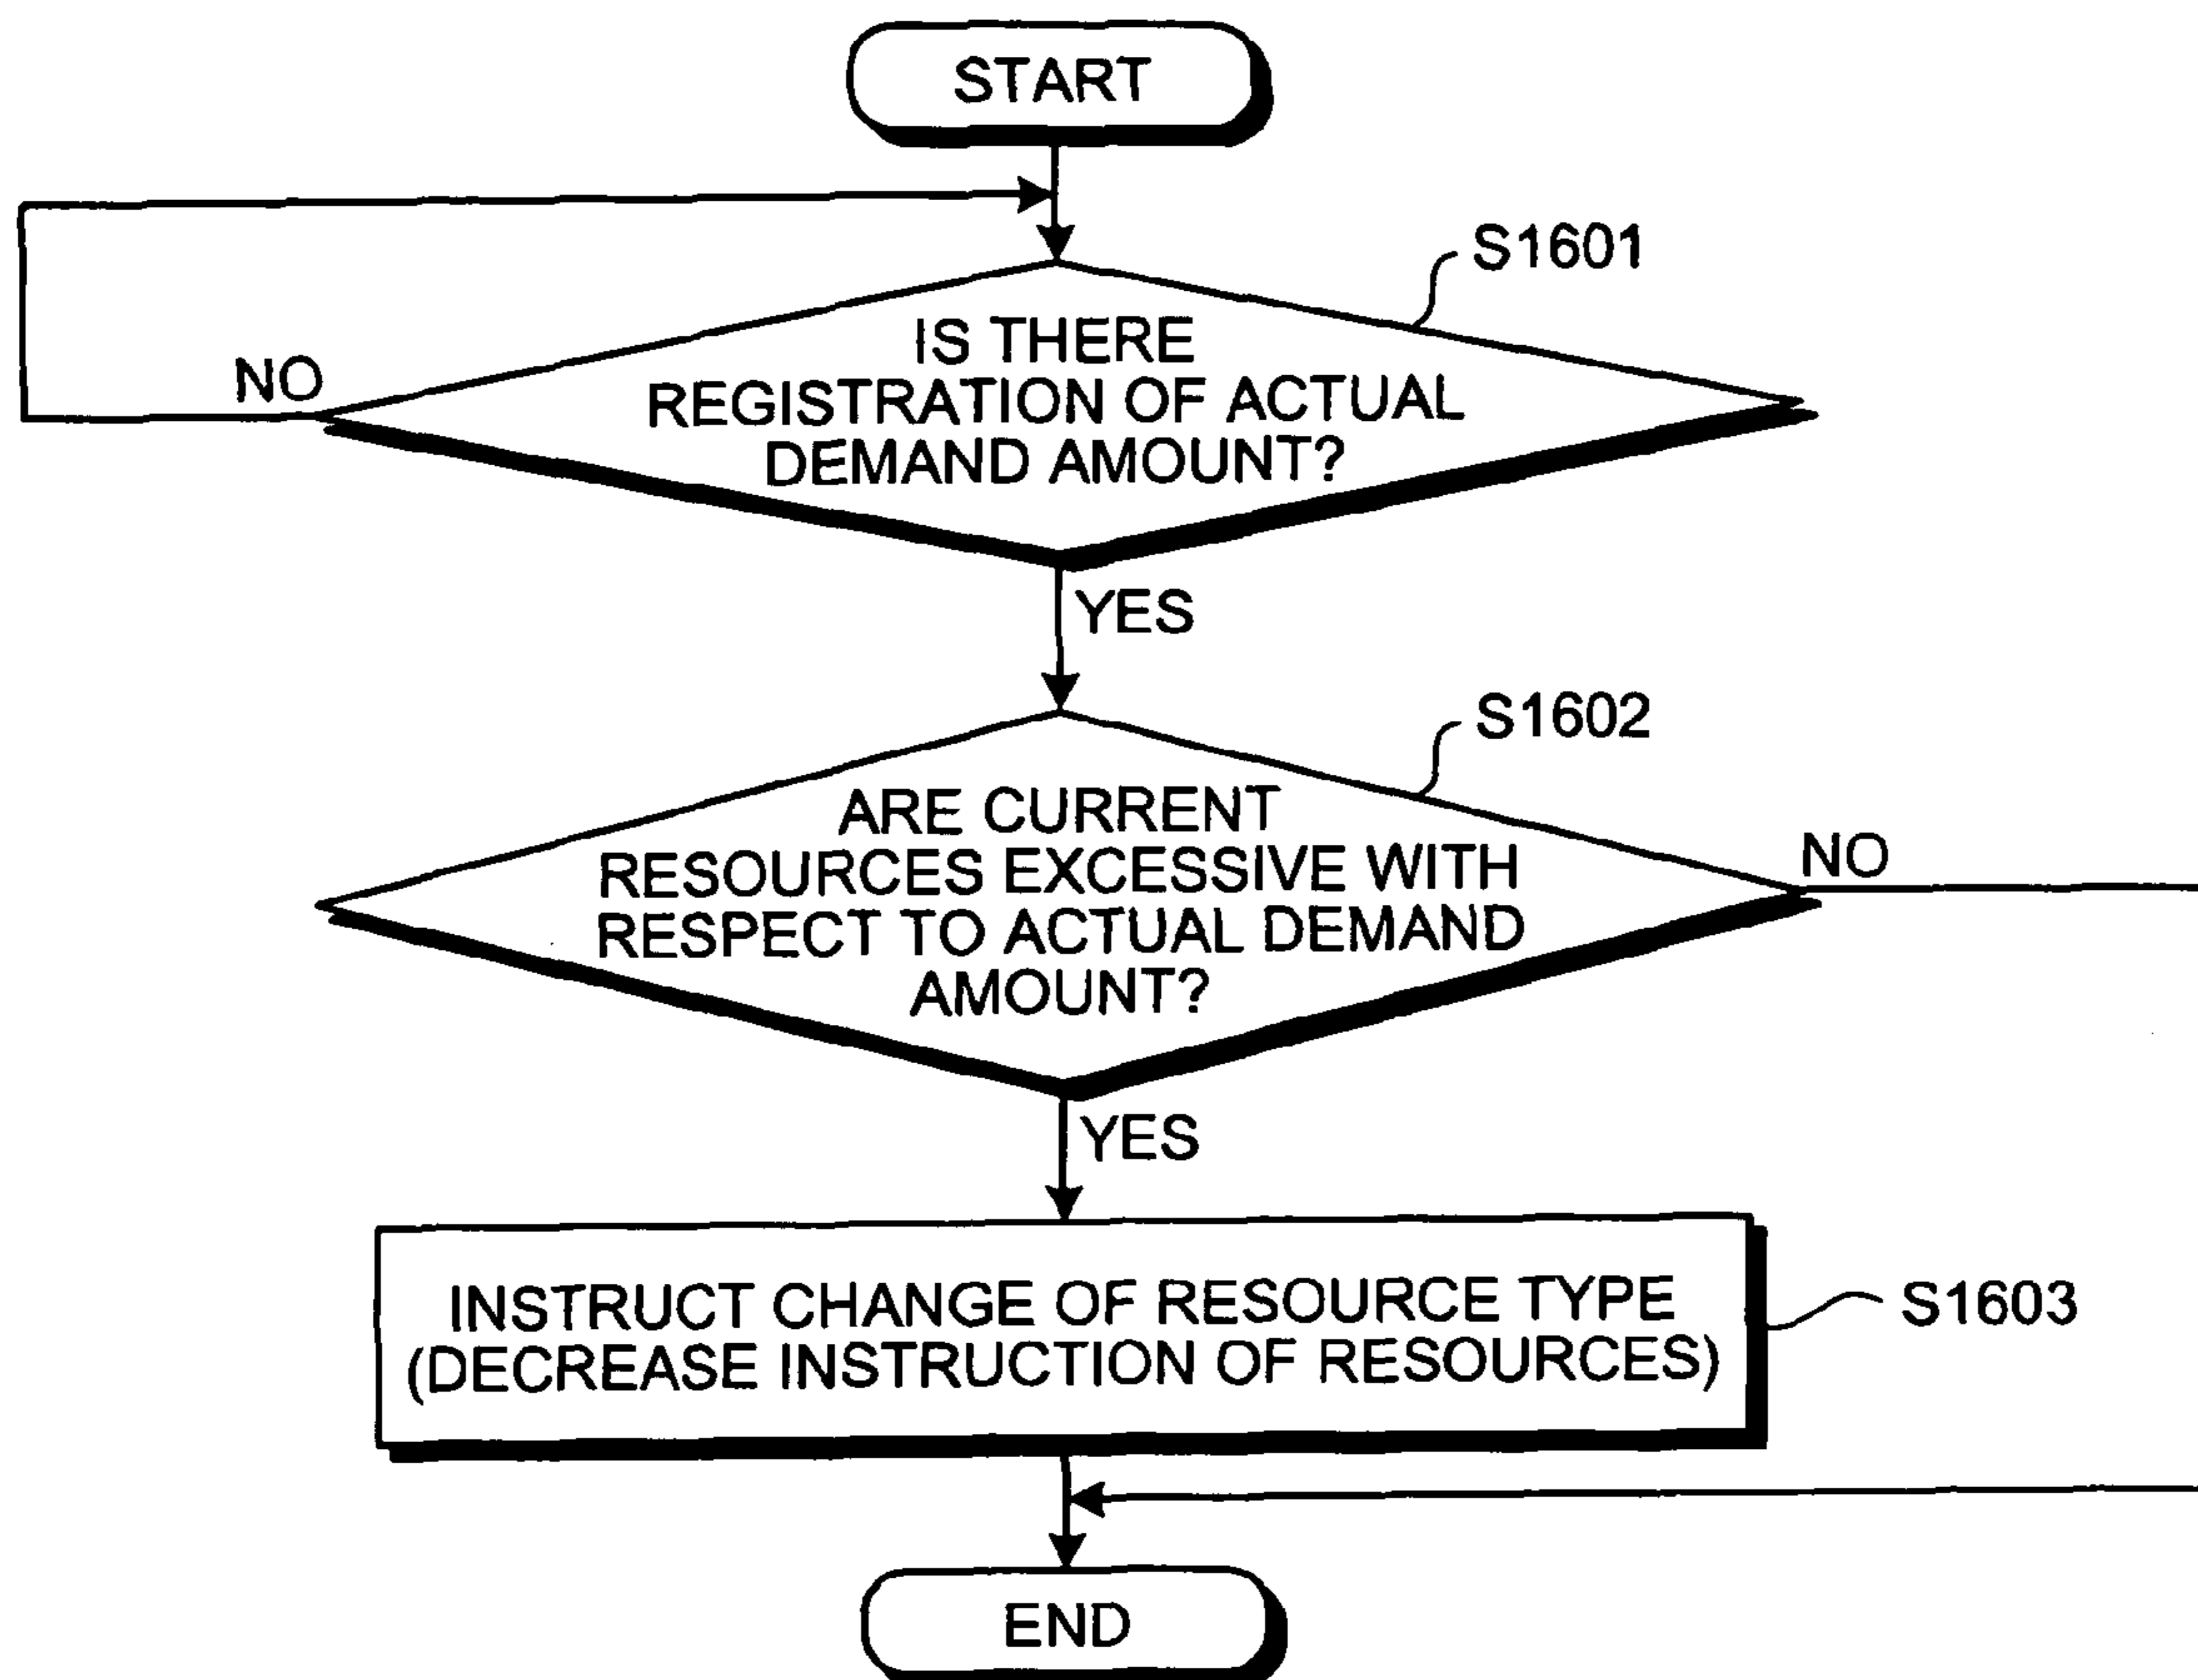 START
S1601
IS THERE
REGISTRATION OF ACTUAL
DEMAND AMOUNT?
NO
YES
S1602
ARE CURRENT
RESOURCES EXCESSIVE WITH
RESPECT TO ACTUAL DEMAND
AMOUNT?
NO
YES
INSTRUCT CHANGE OF RESOURCE TYPE
(DECREASE INSTRUCTION OF RESOURCES)
S1603
END